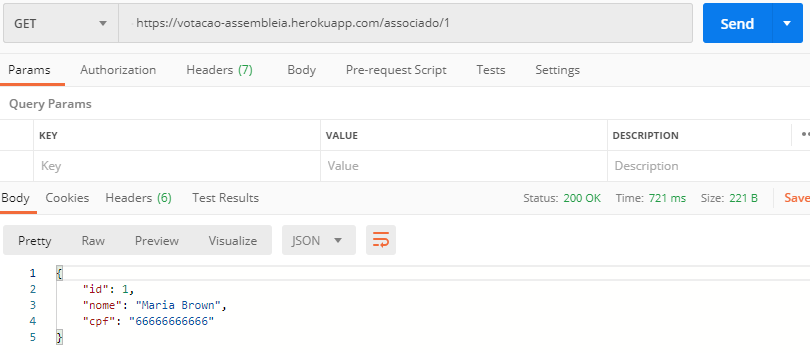 GET https://votacao-assembleia.herokuapp.com/associado/1 Send
Params Authorization Headers (7) Body Pre-request Script Tests Settings
Query Params
KEY VALUE DESCRIPTION
Key Value Description
Body Cookies Headers (6) Test Results Status: 200 OK Time: 721 ms Size: 221 B Save
Pretty Raw Preview Visualize JSON
1 {
2 "id": 1,
3 "nome": "Maria Brown",
4 "cpf": "66666666666"
5 }